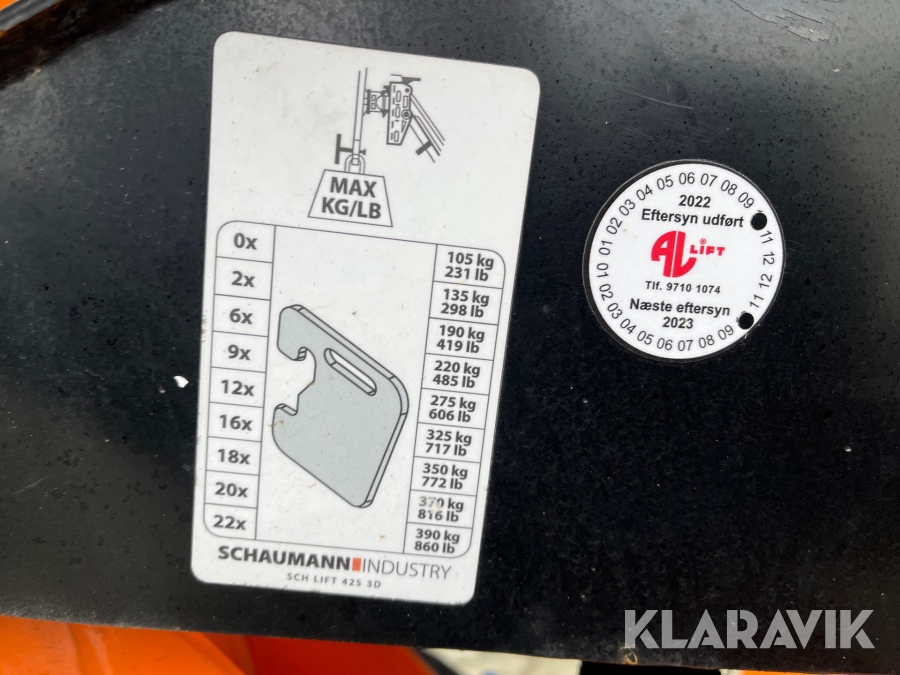 MAX
KG/LB
0x
105 kg
231 lb
2x
135 kg
298 lb
6x
190 kg
419 lb
9x
220 kg
485 lb
12x
275 kg
606 lb
16x
325 kg
717 lb
18x
350 kg
772 lb
20x
370 kg
816 lb
22x
390 kg
860 lb
SCHAUMANN INDUSTRY
SCH LIFT 425 3D
01 02 03 04 05 06 07 08 09 11 12
2022
Eftersyn udført
AL LIFT ®
Tlf. 9710 1074
Næste eftersyn
2023
01 02 03 04 05 06 07 08 09 11 12
KLARAVIK